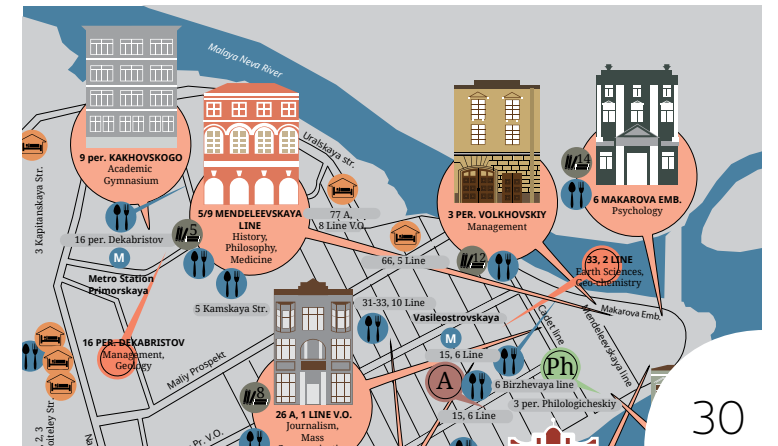 Malaya Neva River
9 per. KAKHOVSKOGO
Academic
Gymnasium
Uralskaya str.
14
3 Kapitanskaya Str.
6 MAKAROVA EMB.
Psychology
5/9 MENDELEEVSKAYA
LINE
History,
Philosophy,
Medicine
77 A,
8 Line V.O.
3 PER. VOLKHOVSKIY
Management
5
16 per. Dekabristov
M
Metro Station
Primorskaya
66, 5 Line
12
33, 2 LINE
Earth Sciences,
Geo-chemistry
5 Kamskaya Str.
31-33, 10 Line
Vasileostrovskaya
M
Makarova Emb.
Cadet line
Mendeleevskaya line
16 PER. DEKABRISTOV
Management,
Geology
Maliy Prospekt
15, 6 Line
A
Ph
6 Birzhevaya line
3 per. Philologicheskiy
15, 6 Line
8
26 A, 1 LINE V.O.
Journalism,
Mass
Pr. V.O.
2, 3
30